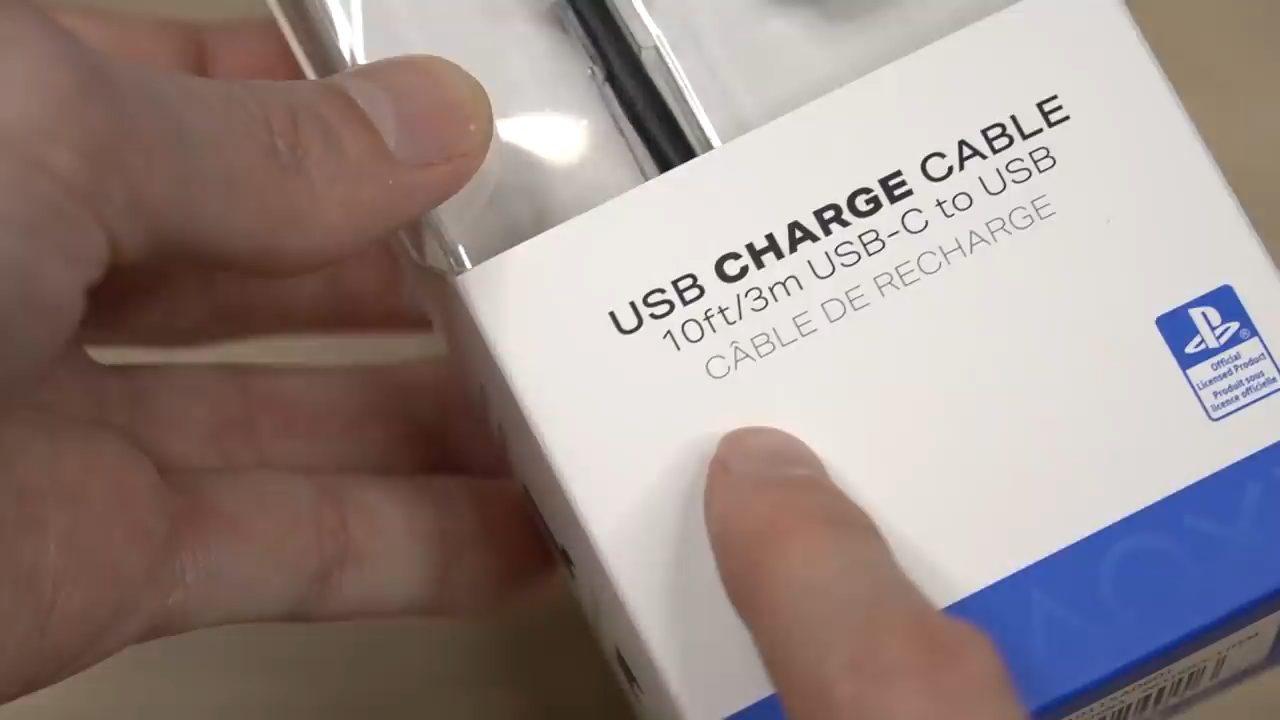 USB CHARGE CABLE
10ft/3m USB-C to USB
CÂBLE DE RECHARGE
Official
Licensed Product
Produit sous
licence officielle